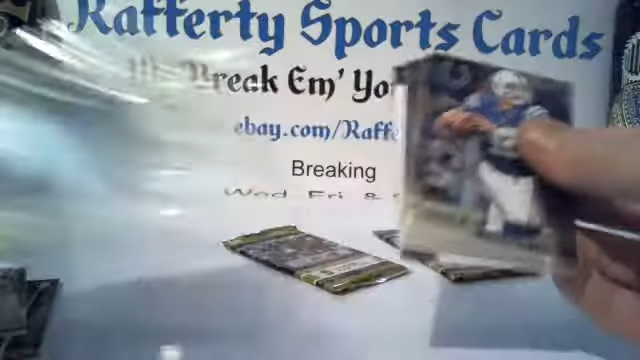 Rafferty Sports Cards
We Break Em' Yo
ebay.com/Raffe
Breaking
Wed Fri &